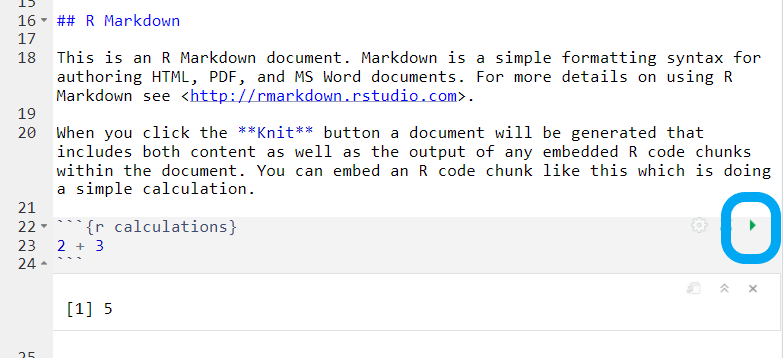 15
16 ## R Markdown
17
18 This is an R Markdown document. Markdown is a simple formatting syntax for
authoring HTML, PDF, and MS Word documents. For more details on using R
Markdown see <http://rmarkdown.rstudio.com>.
19
20 When you click the **Knit** button a document will be generated that
includes both content as well as the output of any embedded R code chunks
within the document. You can embed an R code chunk like this which is doing
a simple calculation.
21
22 ```{r calculations}
23 2 + 3
24 ```
[1] 5
25